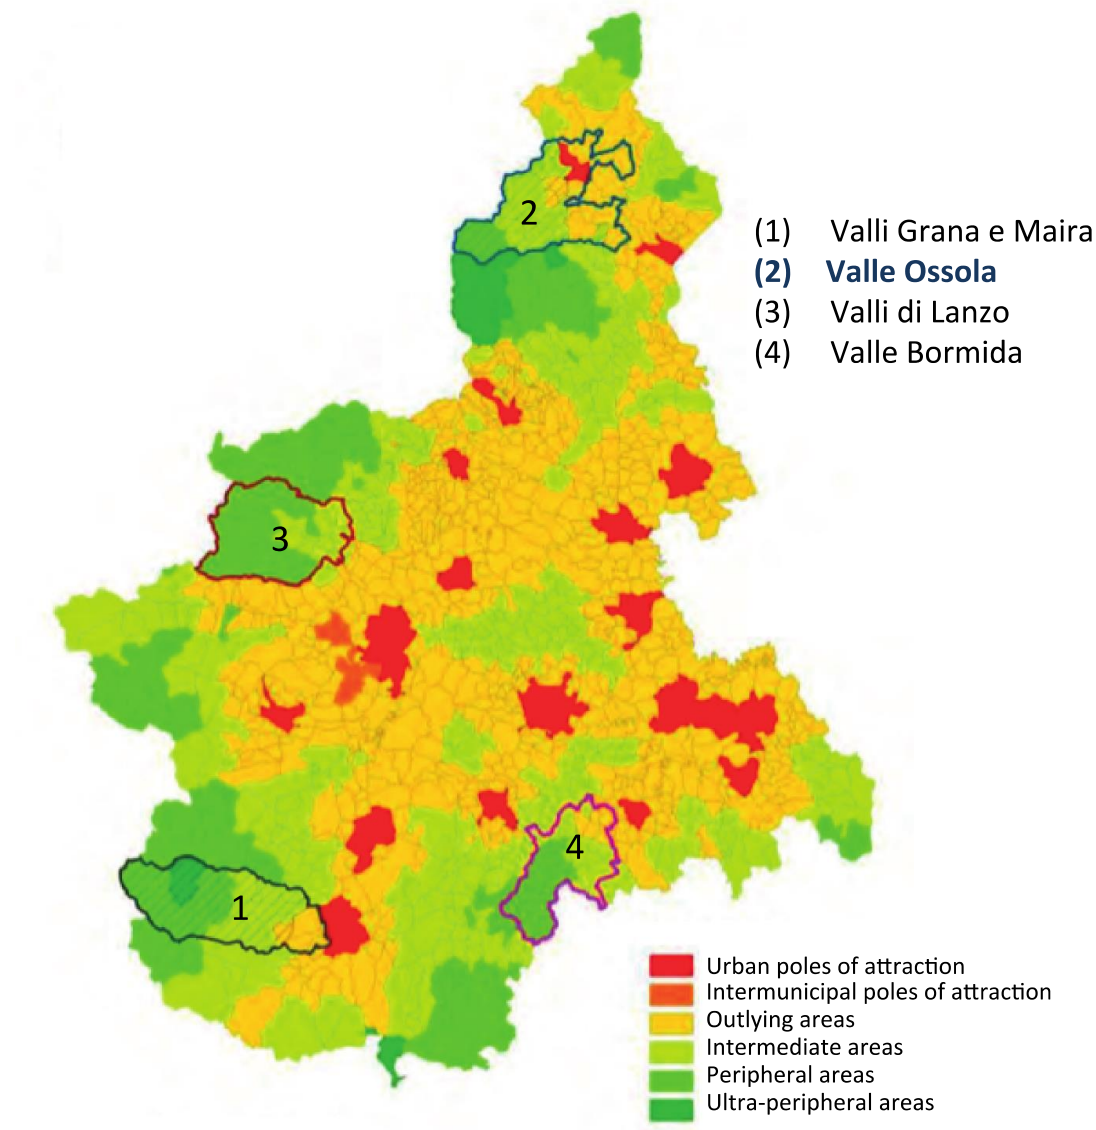 2
(1) Valli Grana e Maira
(2) Valle Ossola
(3) Valli di Lanzo
(4) Valle Bormida
3
4
1
Urban poles of attraction
Intermunicipal poles of attraction
Outlying areas
Intermediate areas
Peripheral areas
Ultra-peripheral areas